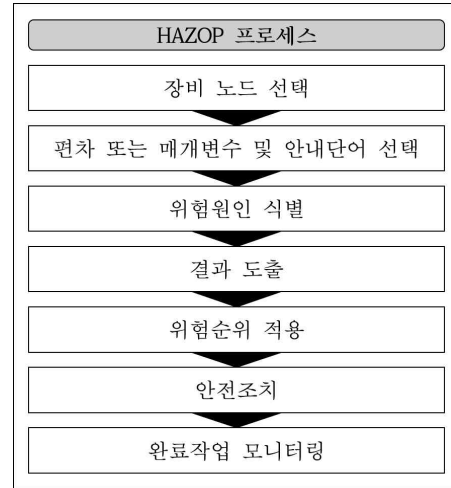 HAZOP 프로세스
장비 노드 선택
편차 또는 매개변수 및 안내단어 선택
위험원인 식별
결과 도출
위험순위 적용
안전조치
완료작업 모니터링